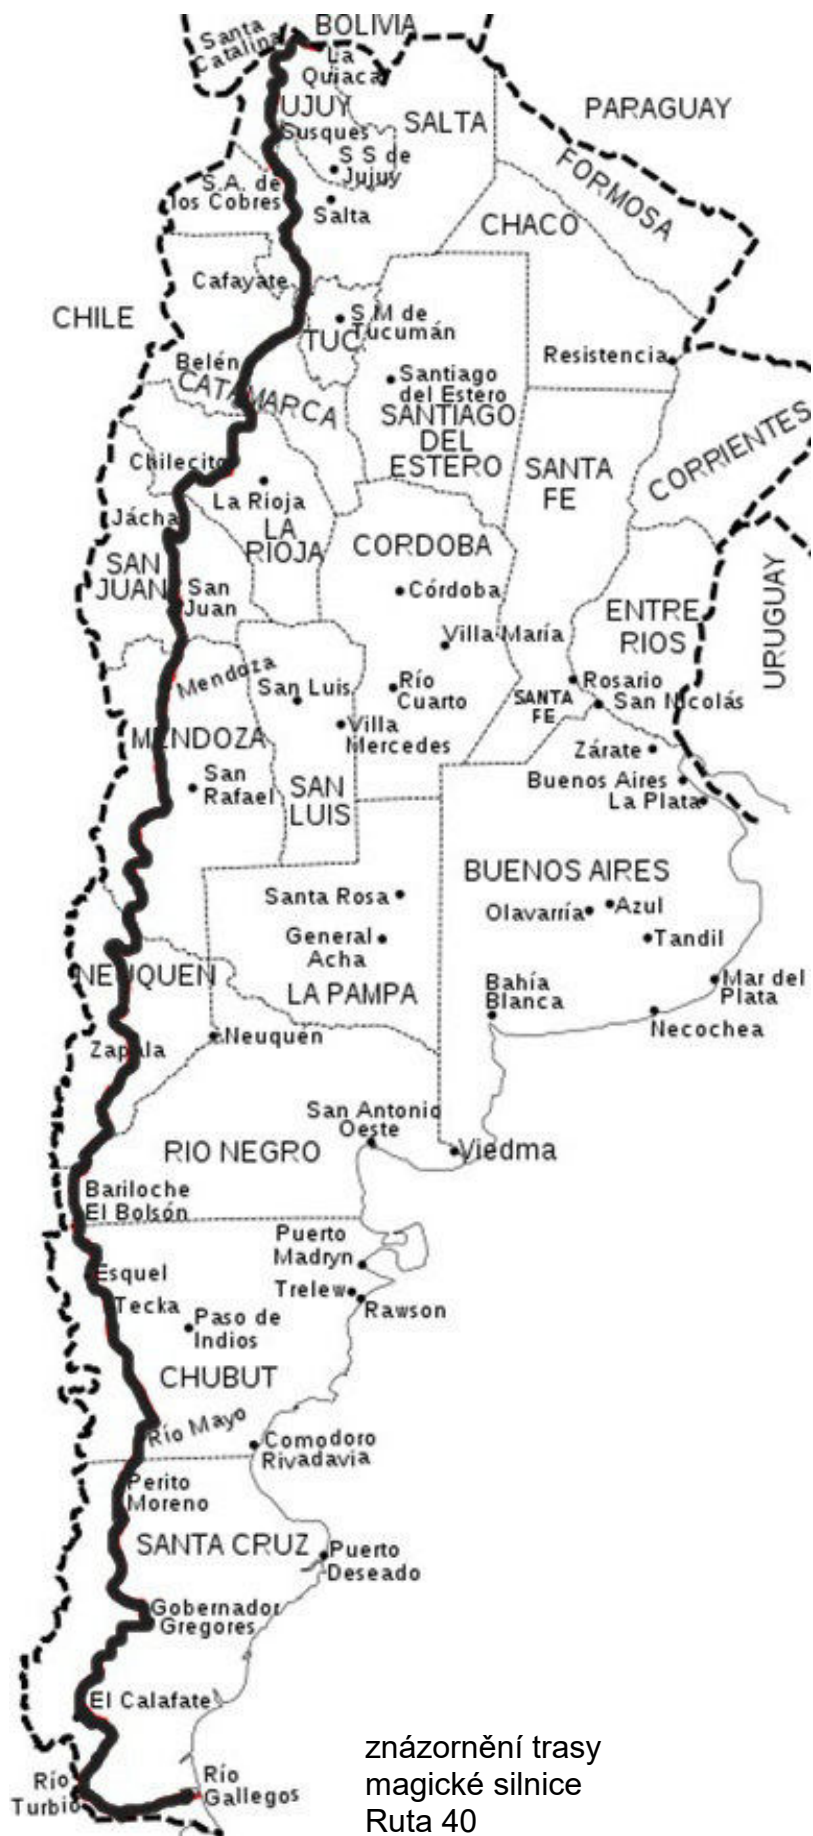 BOLIVIA
Santa
Catalina
La
Quiaca
UJUY
Susques
SALTA
PARAGUAY
FORMOSA
S S de
Jujuy
S.A. de
los Cobres
Salta
CHACO
Cafayate
CHILE
S M de
Tucumán
TUC
Belén
Resistencia
Santiago
del Estero
CATAMARCA
SANTIAGO
DEL
ESTERO
CORRIENTES
Chilecito
SANTA
FE
La Rioja
Jácha
LA
RIOJA
CORDOBA
SAN
JUAN
San
Juan
Córdoba
URUGUAY
ENTRE
RIOS
Villa María
Mendoza
San Luis
Río
Cuarto
Rosario
SANTA
FE
San Nicolás
MENDOZA
Villa
Mercedes
Zárate
San
Rafael
SAN
LUIS
Buenos Aires
La Plata
BUENOS AIRES
Santa Rosa
Olavarría
Azul
General
Acha
Tandil
NEUQUEN
LA PAMPA
Bahía
Blanca
Mar del
Plata
Necochea
Zapala
Neuquén
San Antonio
Oeste
RIO NEGRO
Viedma
Bariloche
El Bolsón
Puerto
Madryn
Esquel
Tecka
Trelew
Rawson
Paso de
Indios
CHUBUT
Río Mayo
Comodoro
Rivadavia
Perito
Moreno
SANTA CRUZ
Puerto
Deseado
Gobernador
Gregores
El Calafate
Río
Turbio
Río
Gallegos
znázornění trasy
magické silnice
Ruta 40